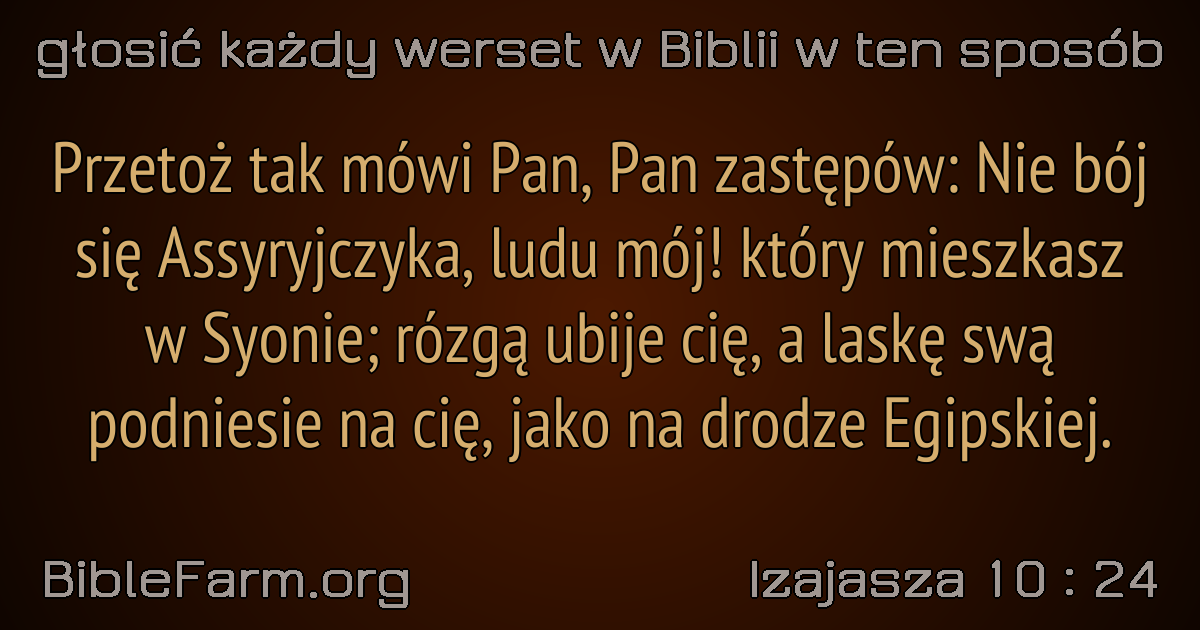 głosić każdy werset w Biblii w ten sposób
Przetoż tak mówi Pan, Pan zastępów: Nie bój
się Assyryjczyka, ludu mój! który mieszkasz
w Syonie; rózgą ubije cię, a laskę swą
podniesie na cię, jako na drodze Egipskiej.
BibleFarm.org
Izajasza 10 : 24